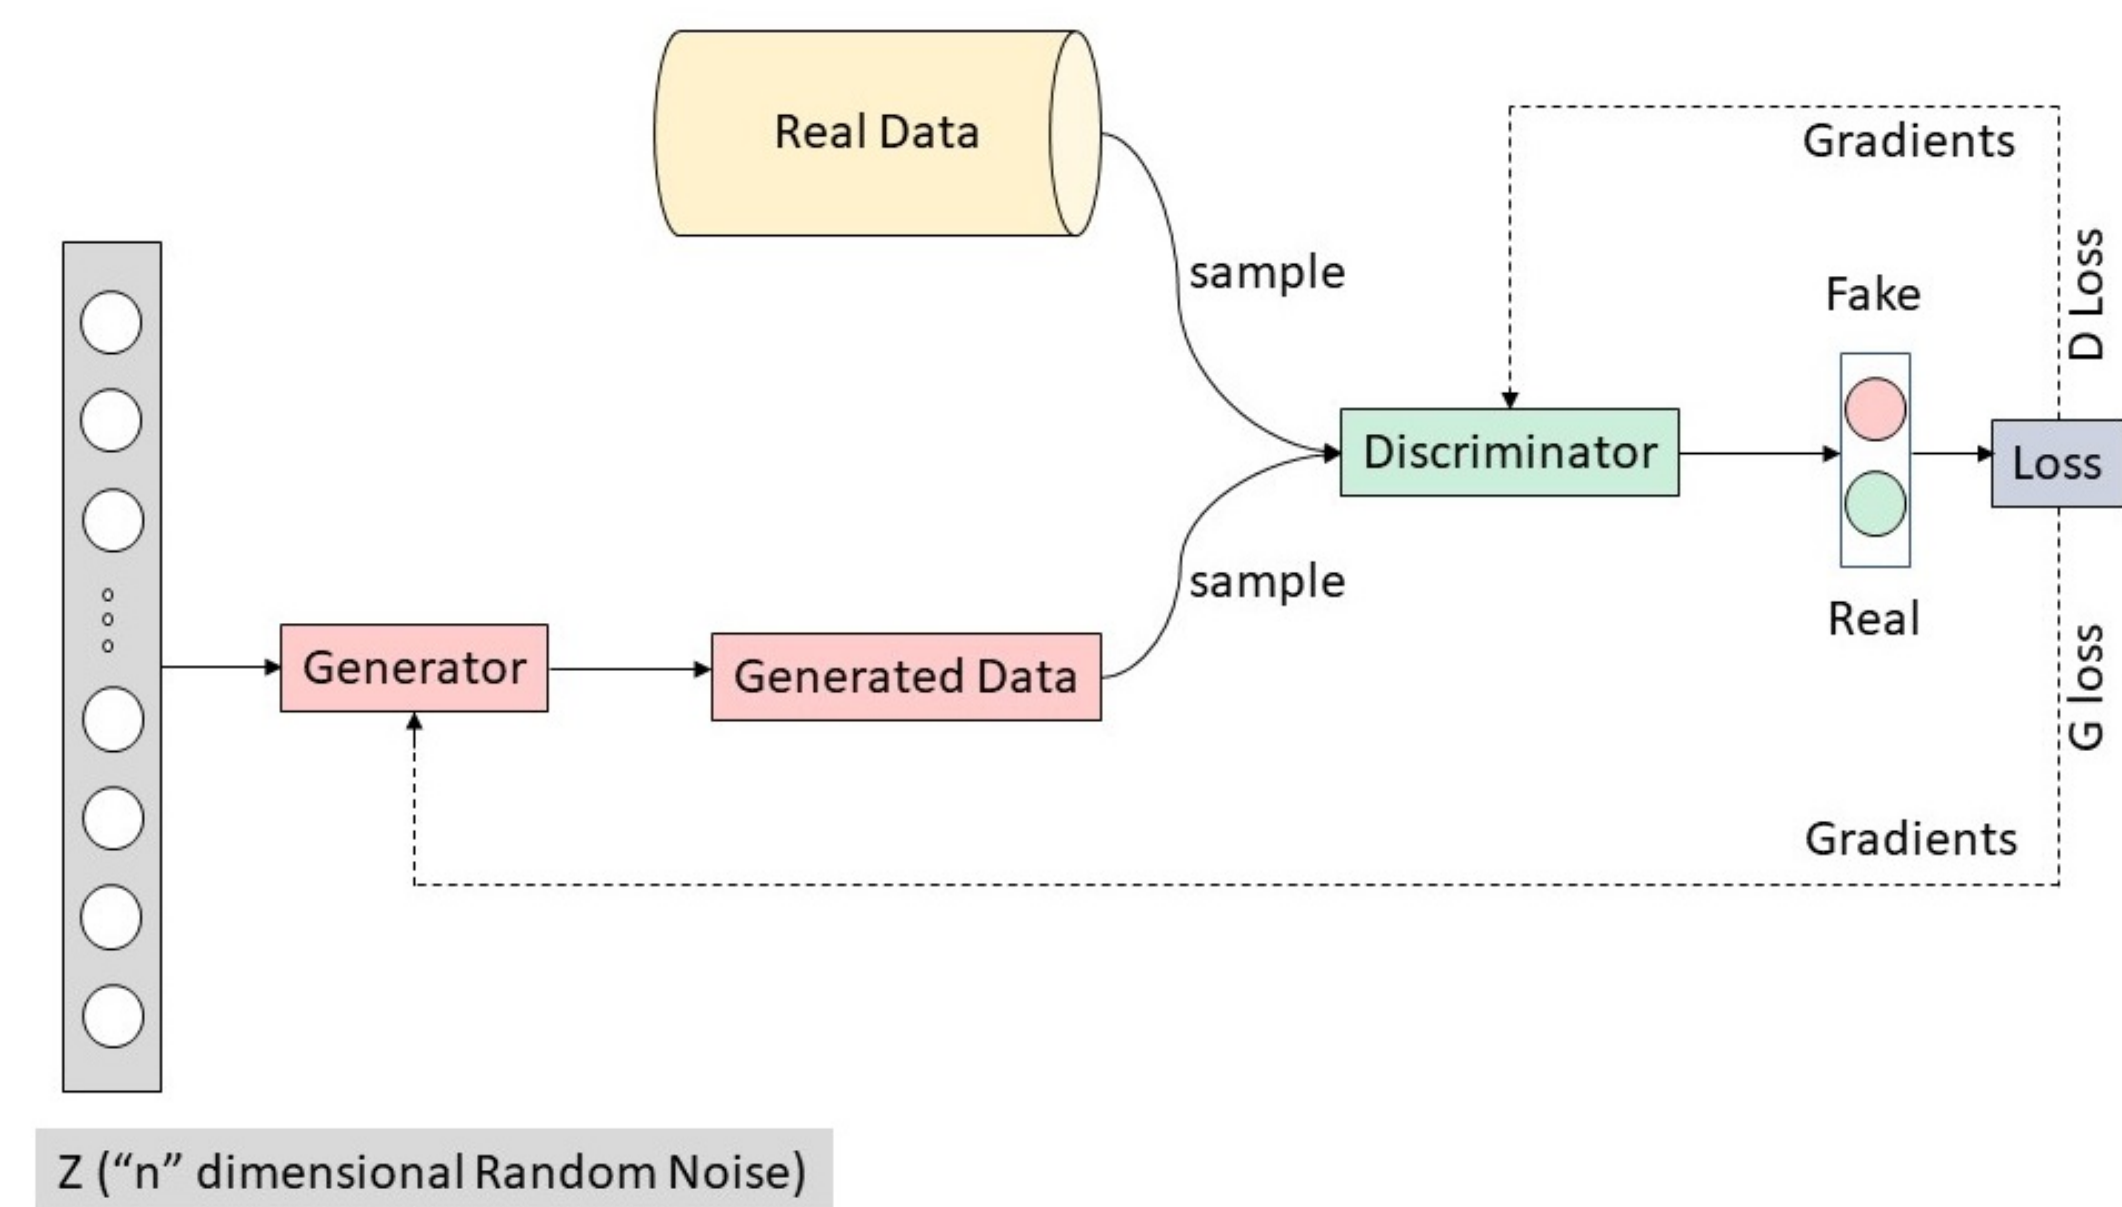 Real Data
Gradients
sample
Fake
D Loss
Discriminator
Loss
sample
Real
Generator
Generated Data
G loss
Gradients
Z (“n” dimensional Random Noise)